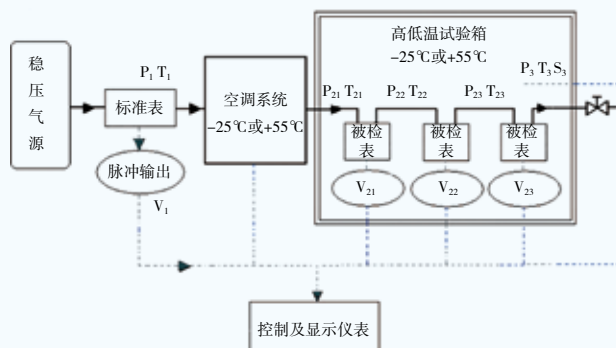 稳
压
气
源
P₁ T₁
标准表
脉冲输出
V₁
空调系统
-25℃或+55℃
高低温试验箱
-25℃或+55℃
P₂₁ T₂₁
P₂₂ T₂₂
P₂₃ T₂₃
P₃ T₃ S₃
被检
表
被检
表
被检
表
V₂₁
V₂₂
V₂₃
控制及显示仪表